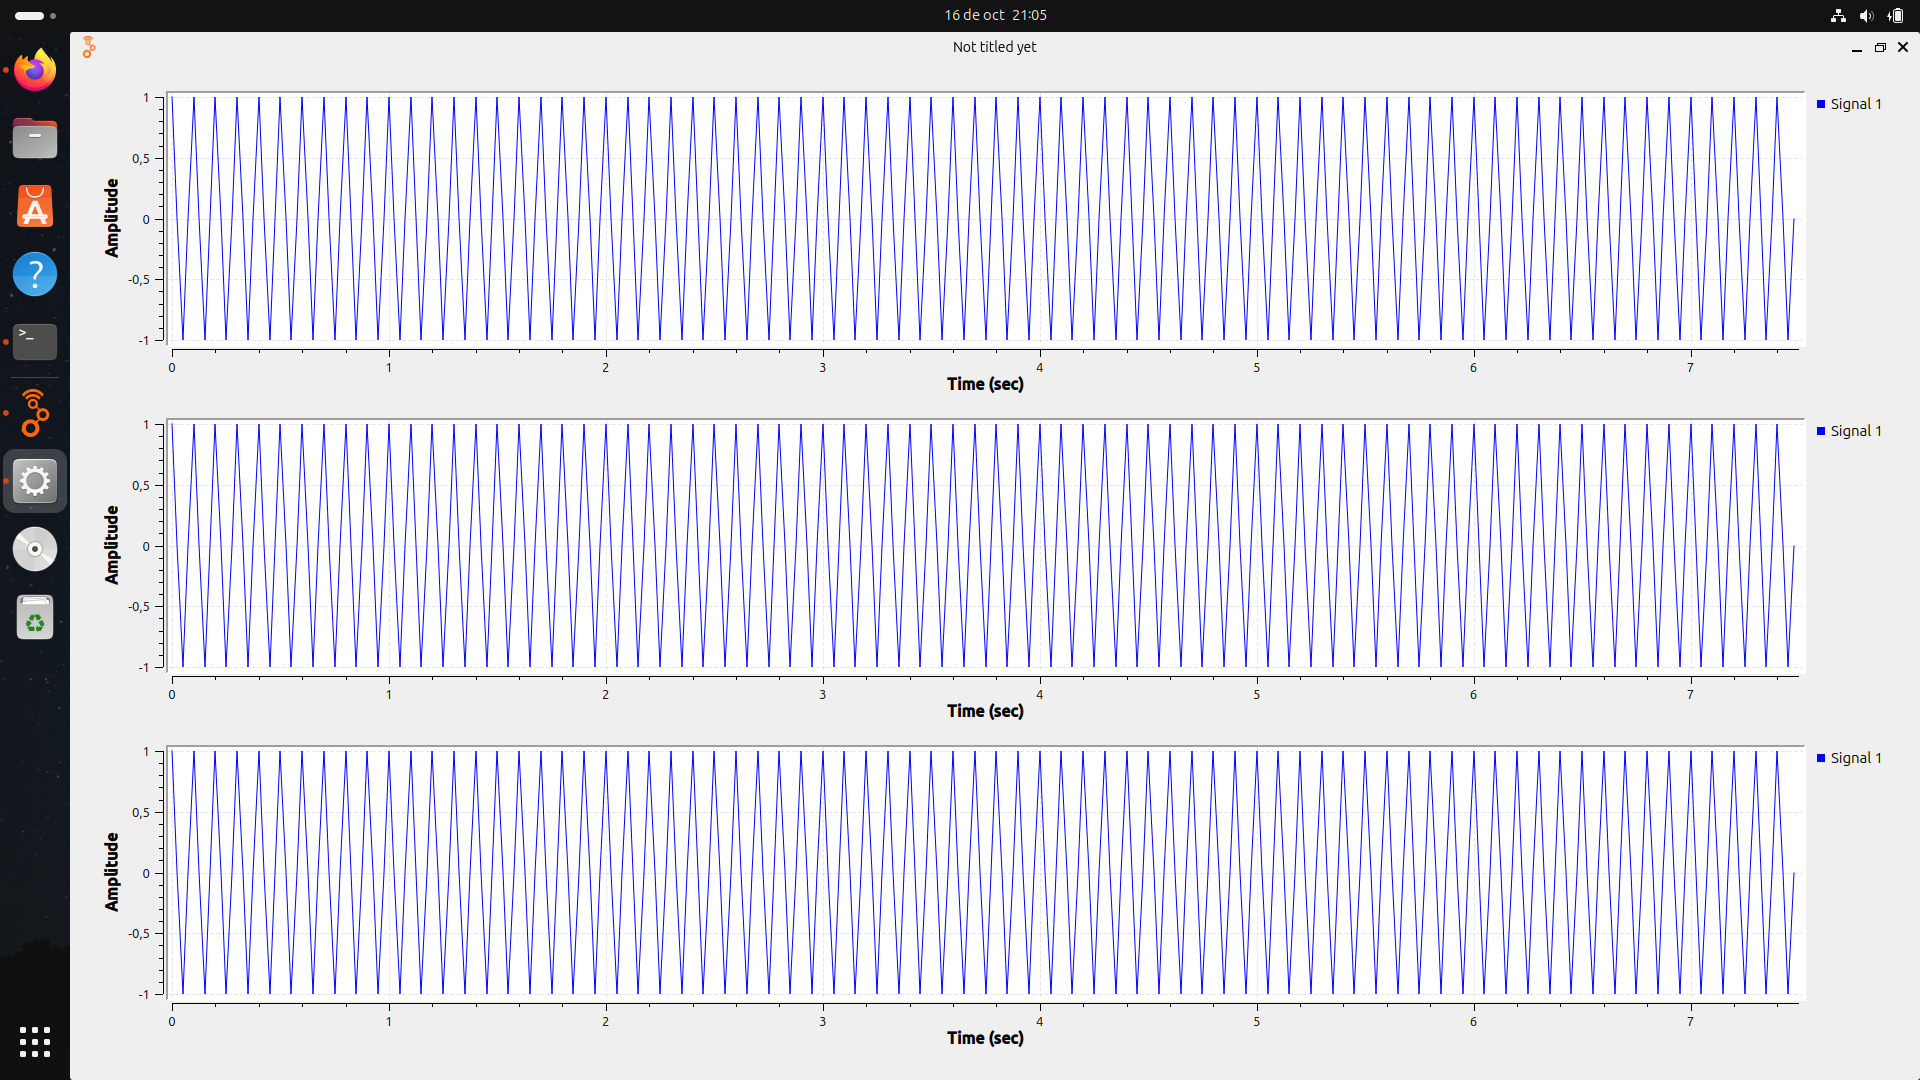 16 de oct 21:05
Not titled yet
1
0,5
0
-0,5
-1
Amplitude
0 1 2 3 4 5 6 7
Time (sec)
Signal 1
1
0,5
0
-0,5
-1
Amplitude
0 1 2 3 4 5 6 7
Time (sec)
Signal 1
1
0,5
0
-0,5
-1
Amplitude
0 1 2 3 4 5 6 7
Time (sec)
Signal 1
?
>_